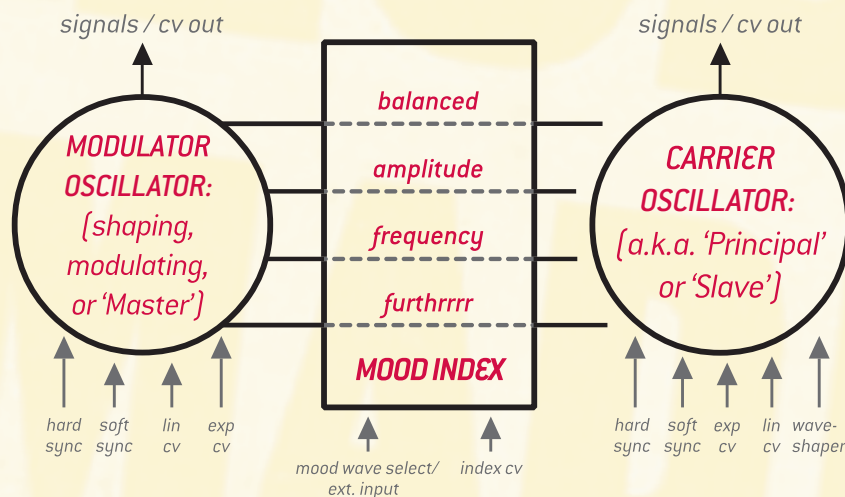 signals / cv out
signals / cv out
MODULATOR
OSCILLATOR:
(shaping,
modulating,
or ‘Master’)
balanced
amplitude
frequency
furthrrrr
MOOD INDEX
CARRIER
OSCILLATOR:
(a.k.a. ‘Principal’
or ‘Slave’)
hard
sync
soft
sync
lin
cv
exp
cv
mood wave select/
ext. input
index cv
hard
sync
soft
sync
exp
cv
lin
cv
wave-
shaper